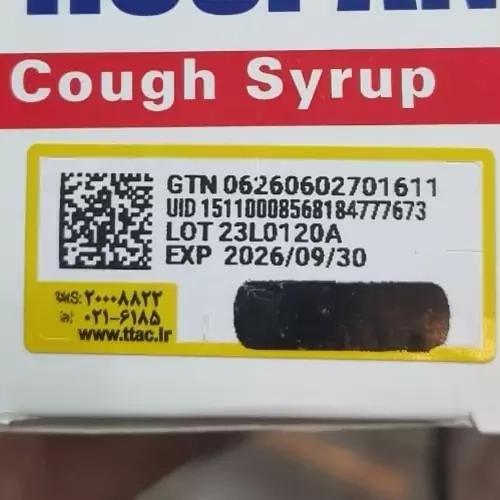 Cough Syrup
GTN 06260602701611
UID 15110008568184777673
LOT 23L0120A
EXP 2026/09/30
SMS: ۲۰۰۰۸۸۲۲
۰۲۱-۶۱۸۵
www.ttac.ir